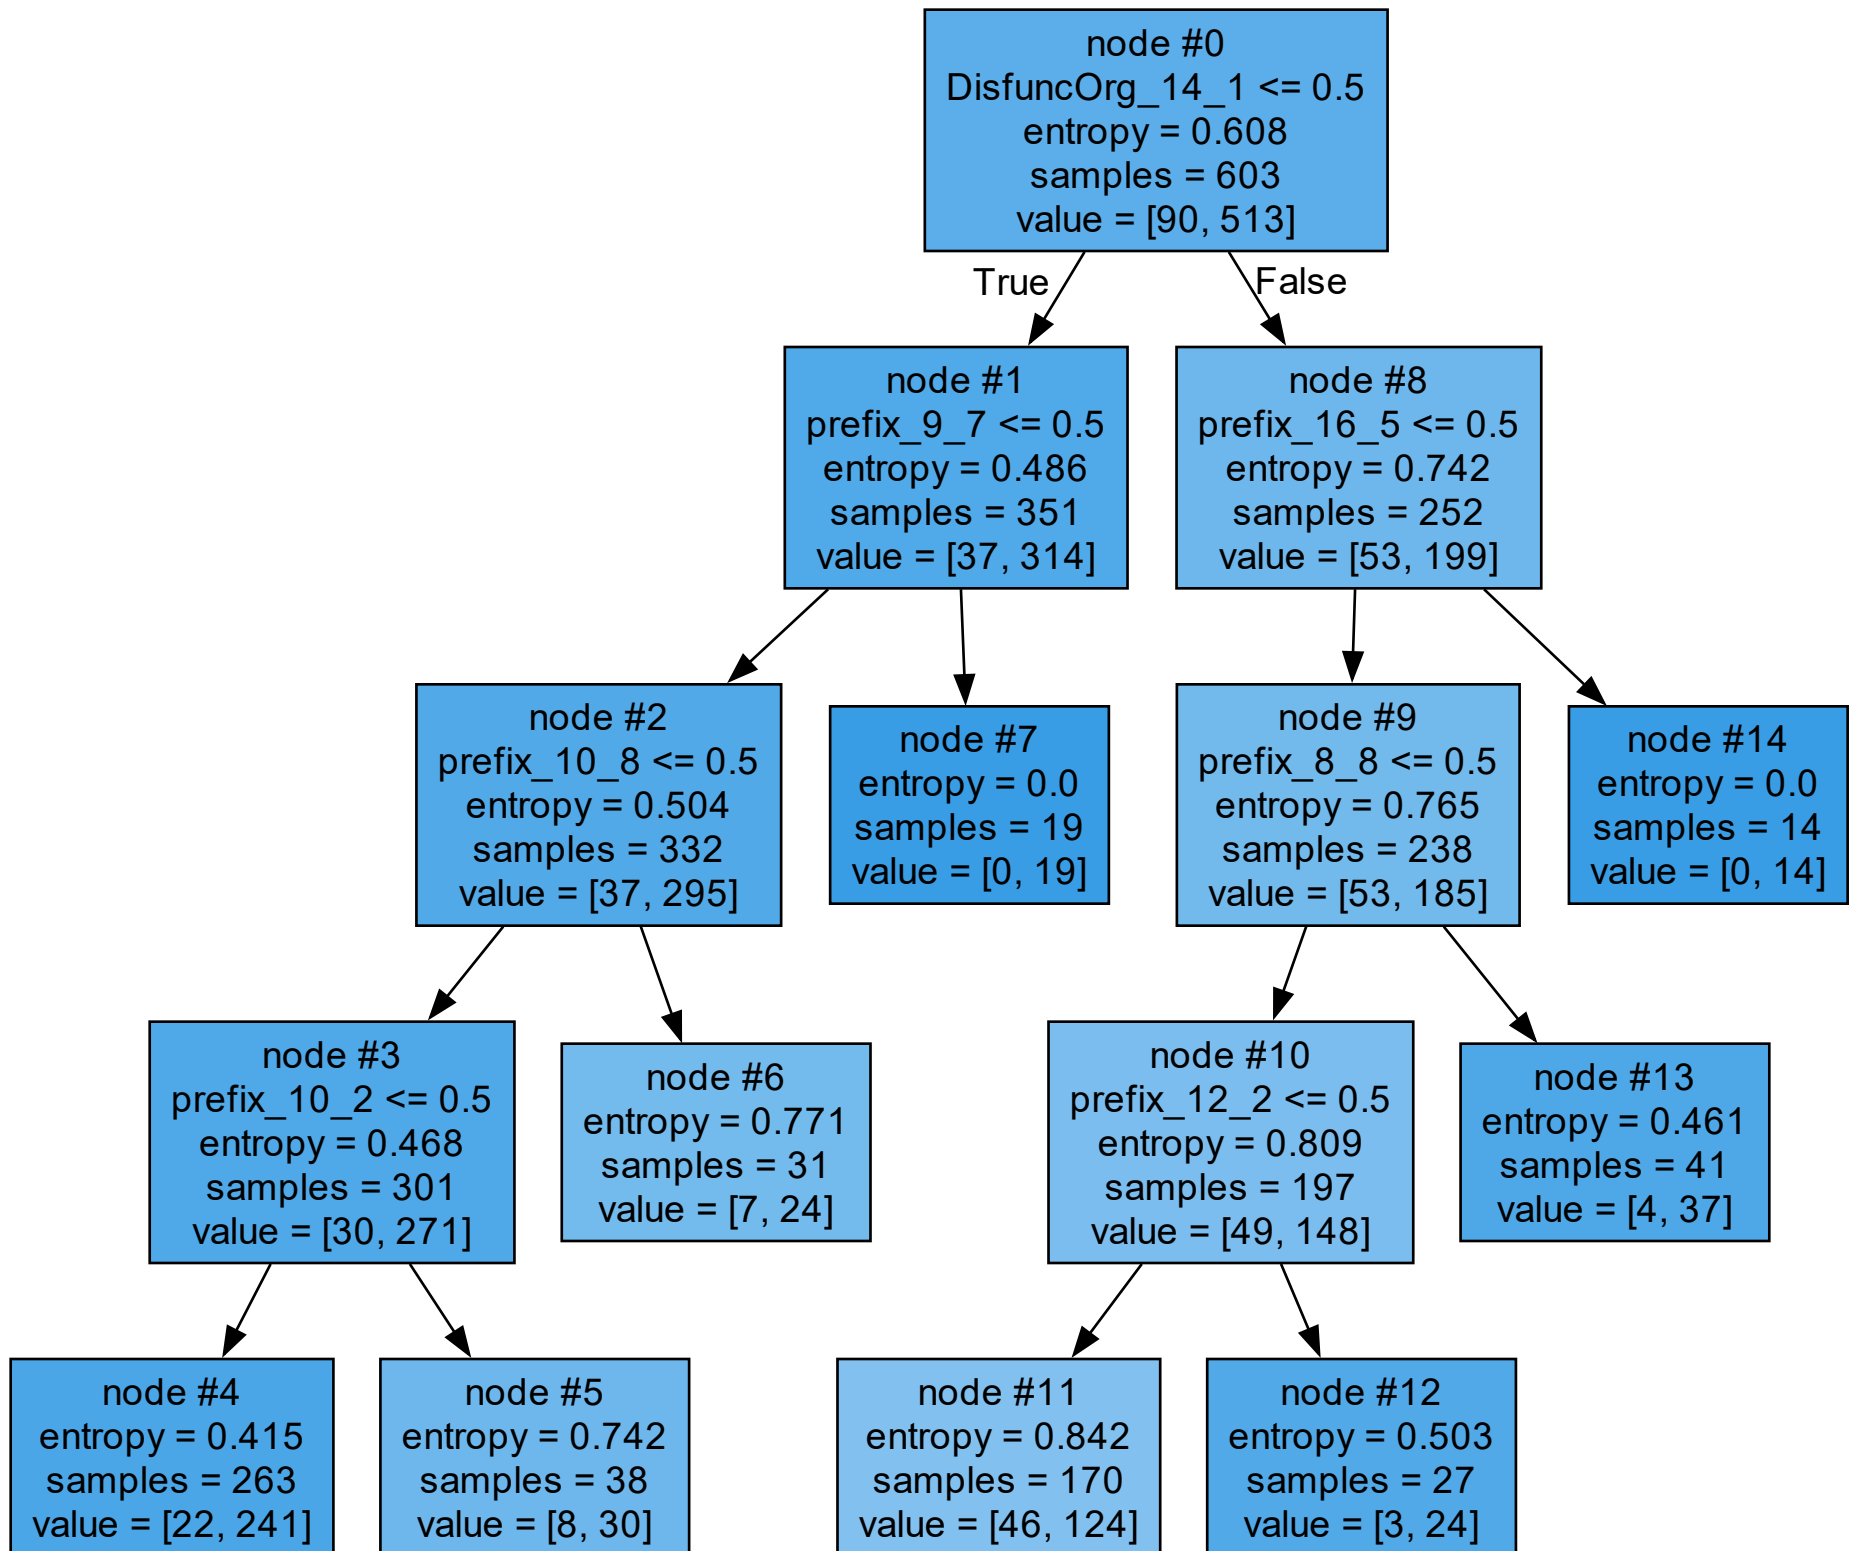 node #0
DisfuncOrg_14_1 <= 0.5
entropy = 0.608
samples = 603
value = [90, 513]
True
False
node #1
prefix_9_7 <= 0.5
entropy = 0.486
samples = 351
value = [37, 314]
node #8
prefix_16_5 <= 0.5
entropy = 0.742
samples = 252
value = [53, 199]
node #2
prefix_10_8 <= 0.5
entropy = 0.504
samples = 332
value = [37, 295]
node #7
entropy = 0.0
samples = 19
value = [0, 19]
node #9
prefix_8_8 <= 0.5
entropy = 0.765
samples = 238
value = [53, 185]
node #14
entropy = 0.0
samples = 14
value = [0, 14]
node #3
prefix_10_2 <= 0.5
entropy = 0.468
samples = 301
value = [30, 271]
node #6
entropy = 0.771
samples = 31
value = [7, 24]
node #10
prefix_12_2 <= 0.5
entropy = 0.809
samples = 197
value = [49, 148]
node #13
entropy = 0.461
samples = 41
value = [4, 37]
node #4
entropy = 0.415
samples = 263
value = [22, 241]
node #5
entropy = 0.742
samples = 38
value = [8, 30]
node #11
entropy = 0.842
samples = 170
value = [46, 124]
node #12
entropy = 0.503
samples = 27
value = [3, 24]